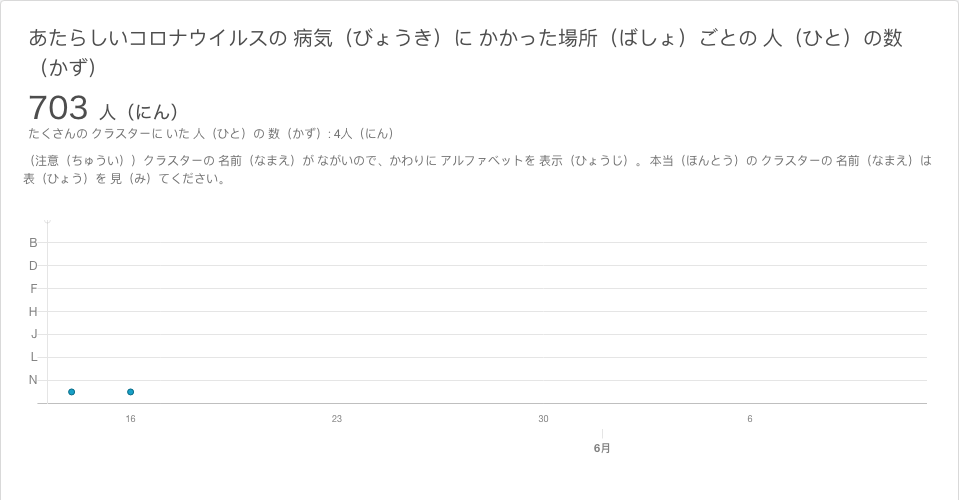 あたらしいコロナウイルスの 病気（びょうき）に かかった場所（ばしょ）ごとの 人（ひと）の数
（かず）
703 人（にん）
たくさんの クラスターに いた 人（ひと）の 数（かず）: 4人（にん）
（注意（ちゅうい））クラスターの 名前（なまえ）が ながいので、かわりに アルファベットを 表示（ひょうじ）。 本当（ほんとう）の クラスターの 名前（なまえ）は
表（ひょう）を 見（み）てください。
B
D
F
H
J
L
N
16 23 30 6
6月